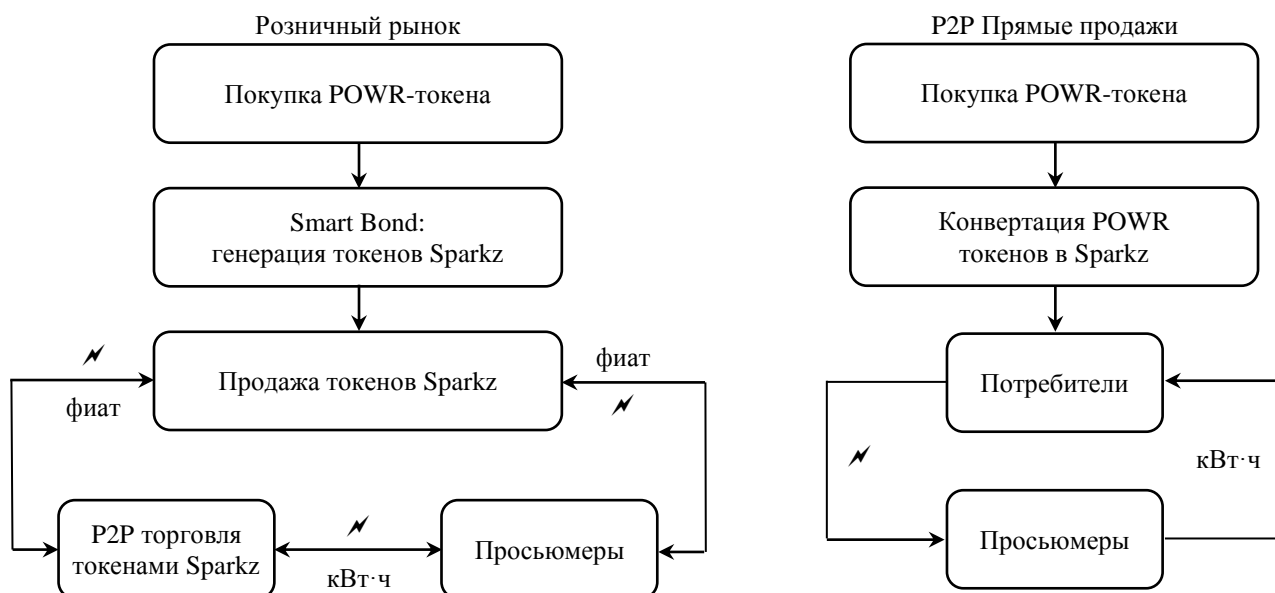 Розничный рынок
Покупка POWR-токена
Smart Bond:
генерация токенов Sparkz
Продажа токенов Sparkz
фиат
фиат
P2P торговля
токенами Sparkz
кВт·ч
Просьюмеры
P2P Прямые продажи
Покупка POWR-токена
Конвертация POWR
токенов в Sparkz
Потребители
кВт·ч
Просьюмеры